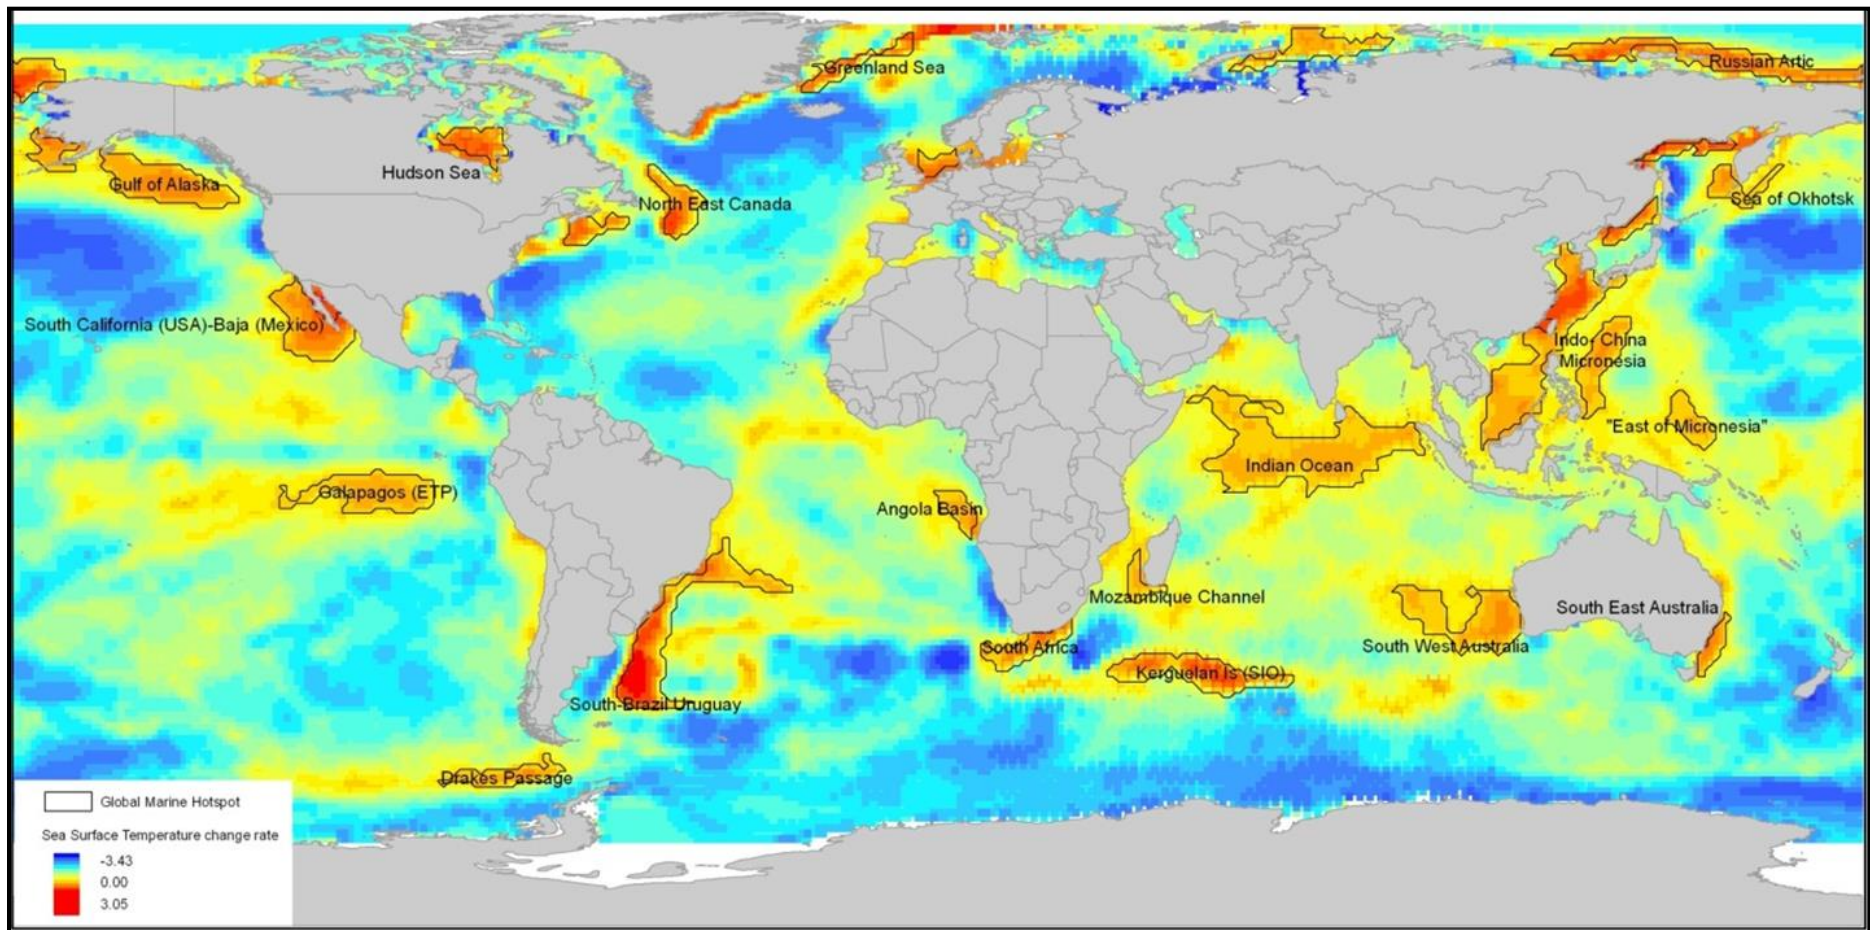 Greenland Sea
Russian Artic
Hudson Sea
Gulf of Alaska
North East Canada
Sea of Okhotsk
South California (USA)-Baja (Mexico)
Indo- China
Micronesia
"East of Micronesia"
Indian Ocean
Galapagos (ETP)
Angola Basin
Mozambique Channel
South East Australia
South Africa
South West Australia
Kerguelan Is (SIO)
South-Brazil Uruguay
Drakes Passage
Global Marine Hotspot
Sea Surface Temperature change rate
-3.43
0.00
3.05